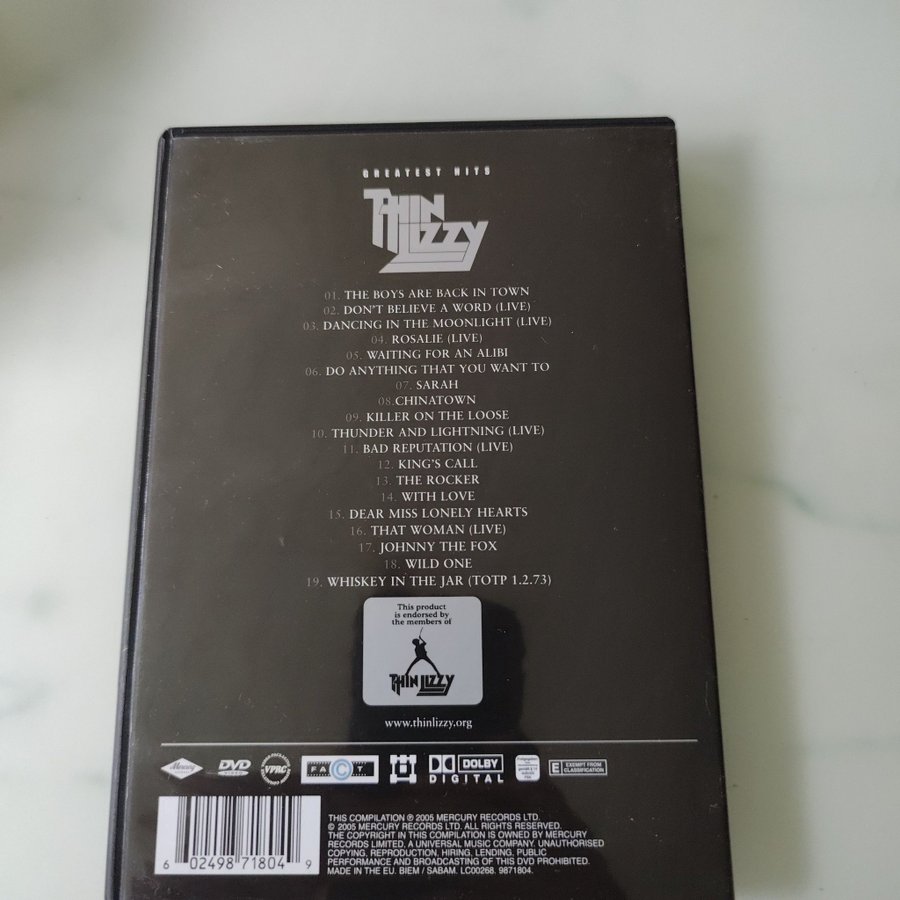 GREATEST HITS
THIN LIZZY
01. THE BOYS ARE BACK IN TOWN
02. DON'T BELIEVE A WORD (LIVE)
03. DANCING IN THE MOONLIGHT (LIVE)
04. ROSALIE (LIVE)
05. WAITING FOR AN ALIBI
06. DO ANYTHING THAT YOU WANT TO
07. SARAH
08.CHINATOWN
09. KILLER ON THE LOOSE
10. THUNDER AND LIGHTNING (LIVE)
11. BAD REPUTATION (LIVE)
12. KING'S CALL
13. THE ROCKER
14. WITH LOVE
15. DEAR MISS LONELY HEARTS
16. THAT WOMAN (LIVE)
17. JOHNNY THE FOX
18. WILD ONE
19. WHISKEY IN THE JAR (TOTP 1.2.73)
This product
is endorsed by
the members of
THIN LIZZY
www.thinlizzy.org
Mercury
DVD
VIDEO
VPRC
FACT
DOLBY
DIGITAL
E EXEMPT FROM
CLASSIFICATION
6 02498 71804 9
THIS COMPILATION ℗ 2005 MERCURY RECORDS LTD.
© 2005 MERCURY RECORDS LTD. ALL RIGHTS RESERVED.
THE COPYRIGHT IN THIS COMPILATION IS OWNED BY MERCURY
RECORDS LIMITED, A UNIVERSAL MUSIC COMPANY. UNAUTHORISED
COPYING, REPRODUCTION, HIRING, LENDING, PUBLIC
PERFORMANCE AND BROADCASTING OF THIS DVD PROHIBITED.
MADE IN THE EU. BIEM / SABAM. LC00268. 9871804.